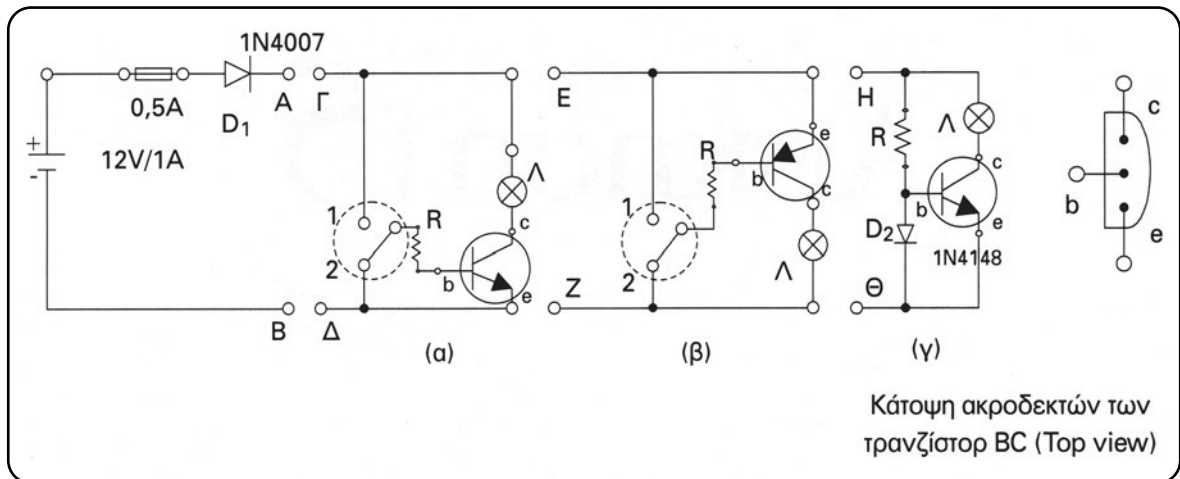 1N4007
0,5A
D1
A
12V/1A
+
-
B
Γ
1
2
R
Λ
c
b
e
Δ
(α)
E
1
2
R
e
b
c
Λ
Z
(β)
H
R
Λ
c
b
D2
e
1N4148
Θ
(γ)
c
b
e
Κάτοψη ακροδεκτών των
τρανζίστορ BC (Top view)